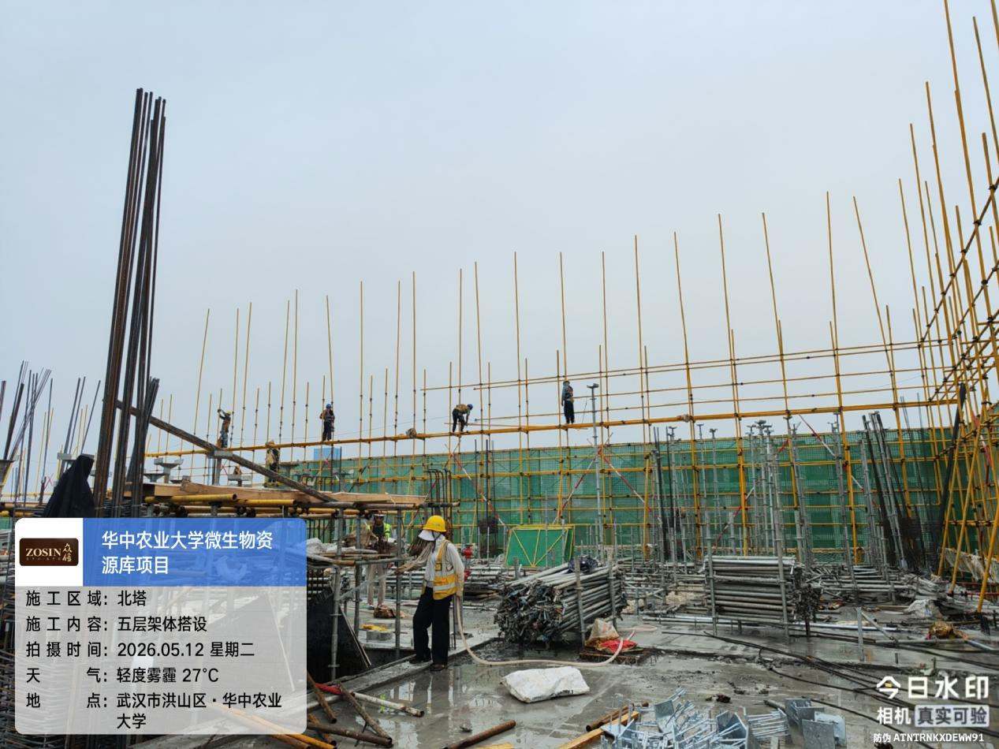 ZOSIN 众信
华中农业大学微生物资
源库项目
施工区域：北塔
施工内容：五层架体搭设
拍摄时间：2026.05.12 星期二
天气：轻度雾霾 27℃
地点：武汉市洪山区·华中农业
大学
今日水印
相机 真实可验
防伪 ATNTRNKXDEWW91